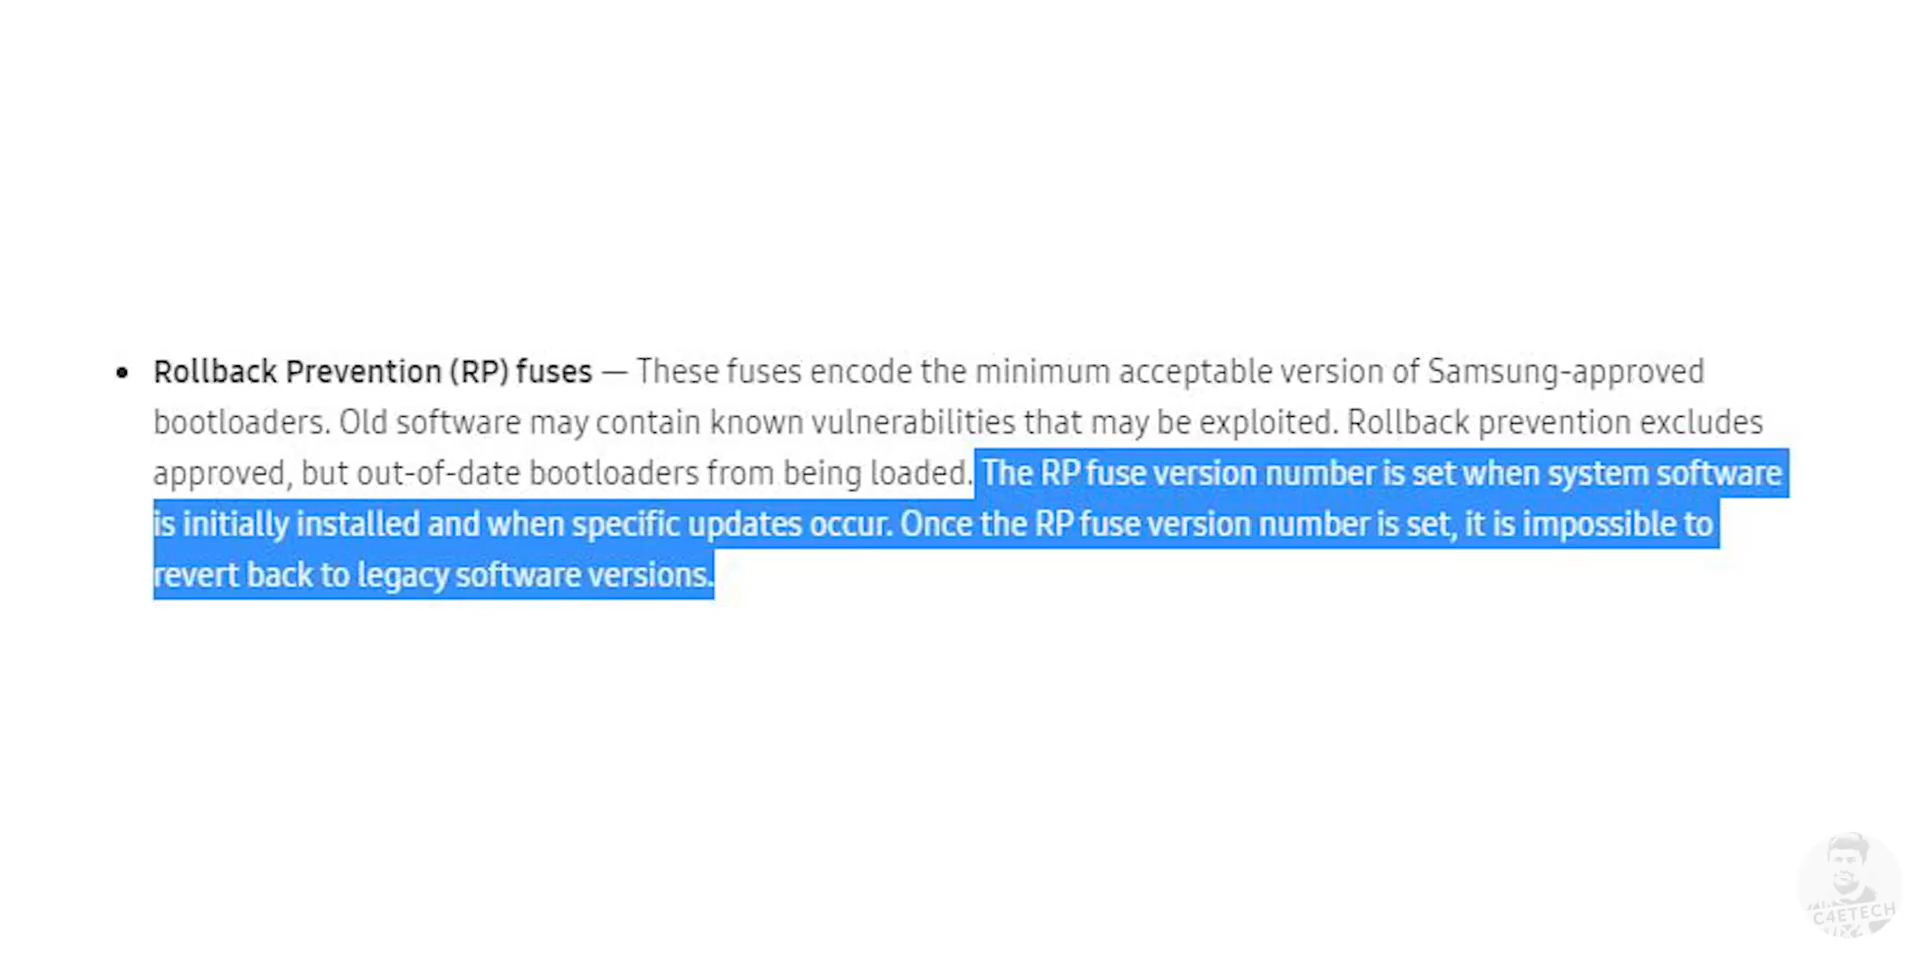 • Rollback Prevention (RP) fuses — These fuses encode the minimum acceptable version of Samsung-approved
bootloaders. Old software may contain known vulnerabilities that may be exploited. Rollback prevention excludes
approved, but out-of-date bootloaders from being loaded. The RP fuse version number is set when system software
is initially installed and when specific updates occur. Once the RP fuse version number is set, it is impossible to
revert back to legacy software versions.
C4ETECH